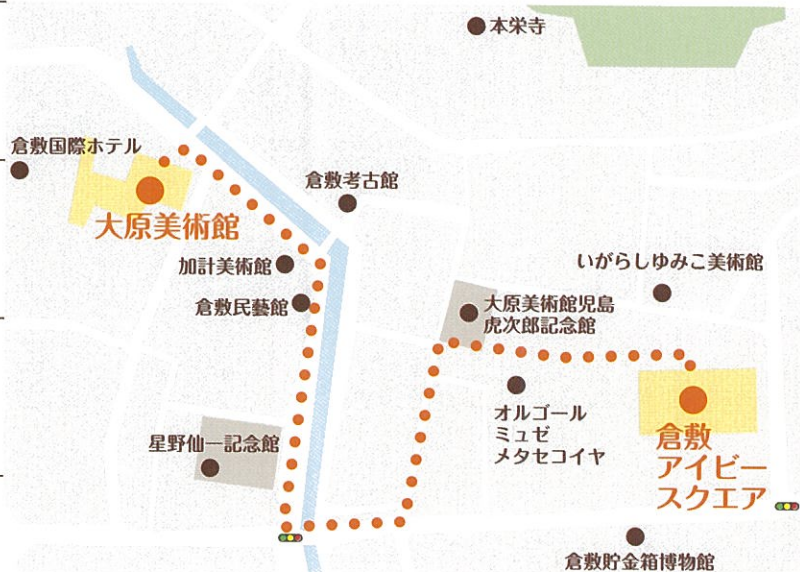 本栄寺
倉敷国際ホテル
倉敷考古館
大原美術館
加計美術館
いがらしゆみこ美術館
倉敷民藝館
大原美術館児島
虎次郎記念館
オルゴール
ミュゼ
メタセコイヤ
倉敷
アイビー
スクエア
星野仙一記念館
倉敷貯金箱博物館